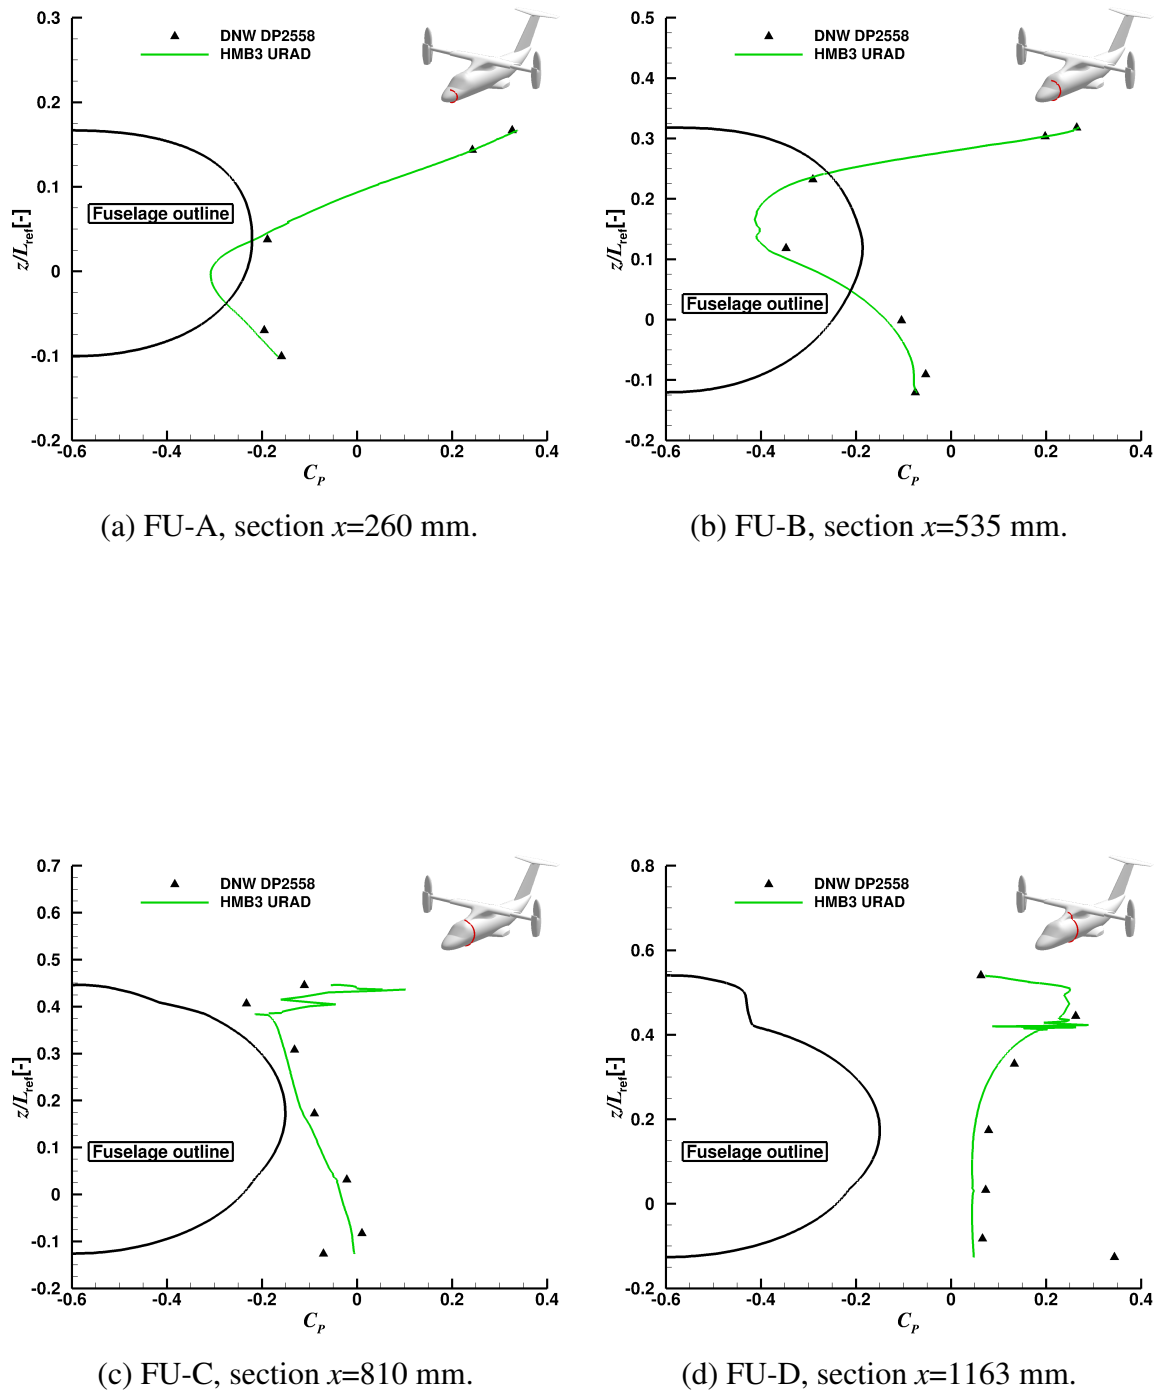 0.3
0.2
0.1
0
-0.1
-0.2
z/Lref[-]
DNW DP2558
HMB3 URAD
Fuselage outline
-0.6 -0.4 -0.2 0 0.2 0.4
CP
(a) FU-A, section x=260 mm.
0.5
0.4
0.3
0.2
0.1
0
-0.1
-0.2
z/Lref[-]
DNW DP2558
HMB3 URAD
Fuselage outline
-0.6 -0.4 -0.2 0 0.2 0.4
CP
(b) FU-B, section x=535 mm.
0.7
0.6
0.5
0.4
0.3
0.2
0.1
0
-0.1
-0.2
z/Lref[-]
DNW DP2558
HMB3 URAD
Fuselage outline
-0.6 -0.4 -0.2 0 0.2 0.4
CP
(c) FU-C, section x=810 mm.
0.8
0.6
0.4
0.2
0
-0.2
z/Lref[-]
DNW DP2558
HMB3 URAD
Fuselage outline
-0.6 -0.4 -0.2 0 0.2 0.4
CP
(d) FU-D, section x=1163 mm.